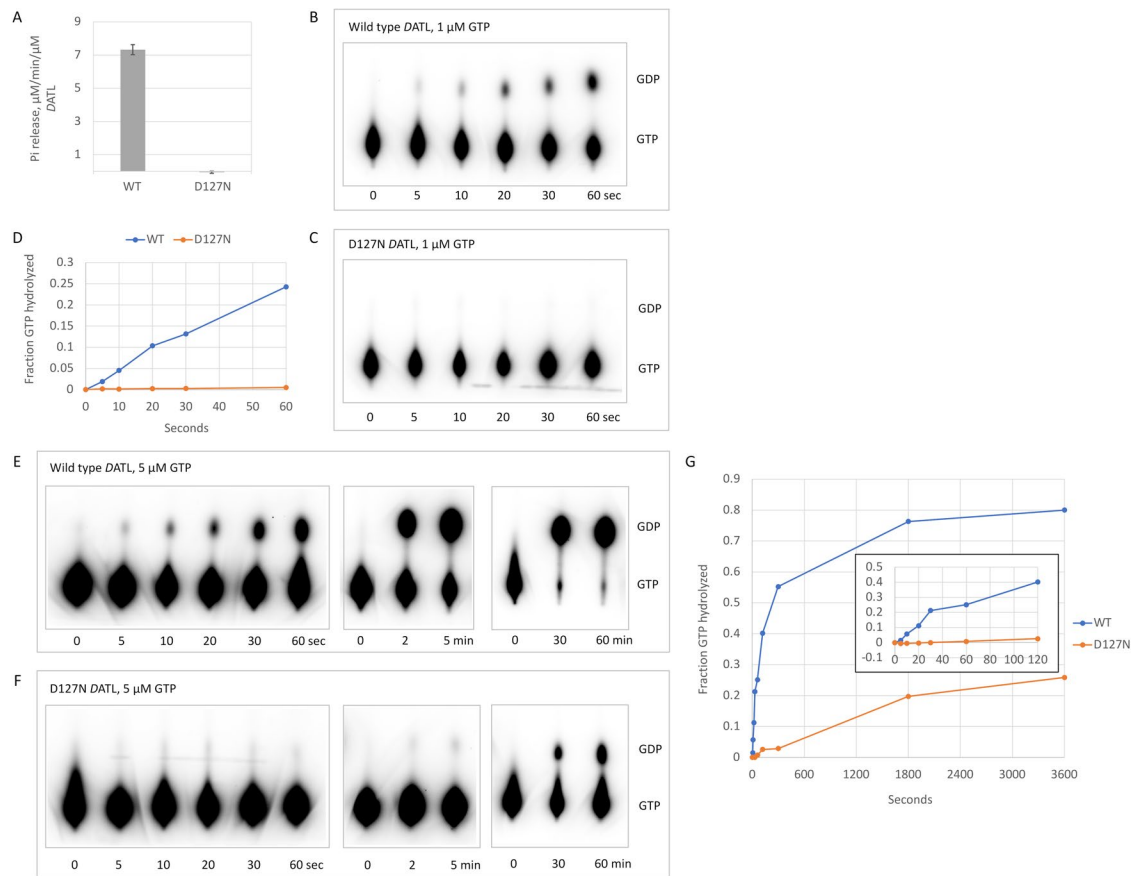 A
Pi release, µM/min/µM
DATL
9
7
5
9
3
1
WT D127N
B
Wild type DATL, 1 µM GTP
GDP
GTP
0 5 10 20 30 60 sec
D
WT D127N
Fraction GTP hydrolyzed
0.3
0.25
0.2
0.15
0.1
0.05
0
0 10 20 30 40 50 60
Seconds
C
D127N DATL, 1 µM GTP
GDP
GTP
0 5 10 20 30 60 sec
E
Wild type DATL, 5 µM GTP
GDP
GTP
0 5 10 20 30 60 sec 0 2 5 min 0 30 60 min
F
D127N DATL, 5 µM GTP
GDP
GTP
0 5 10 20 30 60 sec 0 2 5 min 0 30 60 min
G
Fraction GTP hydrolyzed
0.9
0.8
0.7
0.6
0.5
0.4
0.3
0.2
0.1
0
0 600 1200 1800 2400 3000 3600
Seconds
0.5
0.4
0.3
0.2
0.1
0
-0.1
0 20 40 60 80 100 120
WT
D127N